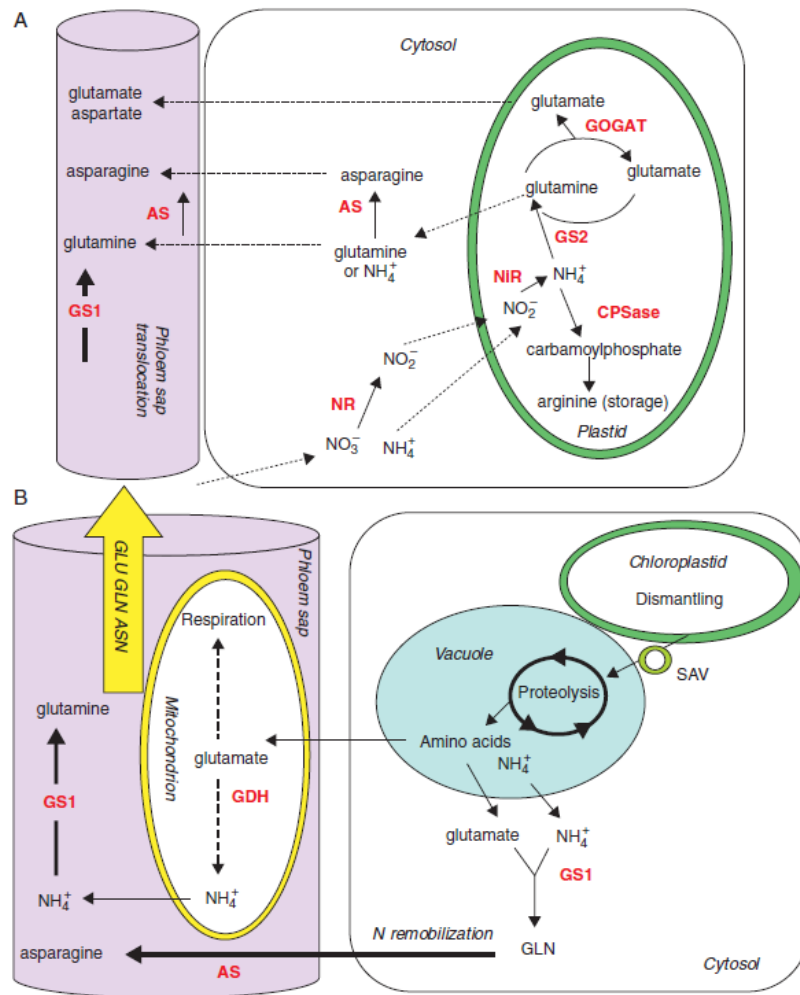 A
Cytosol
glutamate
aspartate
glutamate
GOGAT
asparagine
asparagine
glutamine
glutamate
AS
AS
glutamine
glutamine
or NH₄⁺
GS2
GS1
NIR
NH₄⁺
NO₂⁻
CPSase
Phloem sap
translocation
NO₂⁻
carbamoylphosphate
NR
arginine (storage)
NO₃⁻
NH₄⁺
Plastid
B
GLU GLN ASN
Phloem sap
Chloroplastid
Dismantling
Respiration
Vacuole
SAV
Proteolysis
Mitochondrion
glutamine
glutamate
Amino acids
NH₄⁺
GDH
GS1
glutamate
NH₄⁺
GS1
NH₄⁺
NH₄⁺
N remobilization
GLN
asparagine
AS
Cytosol